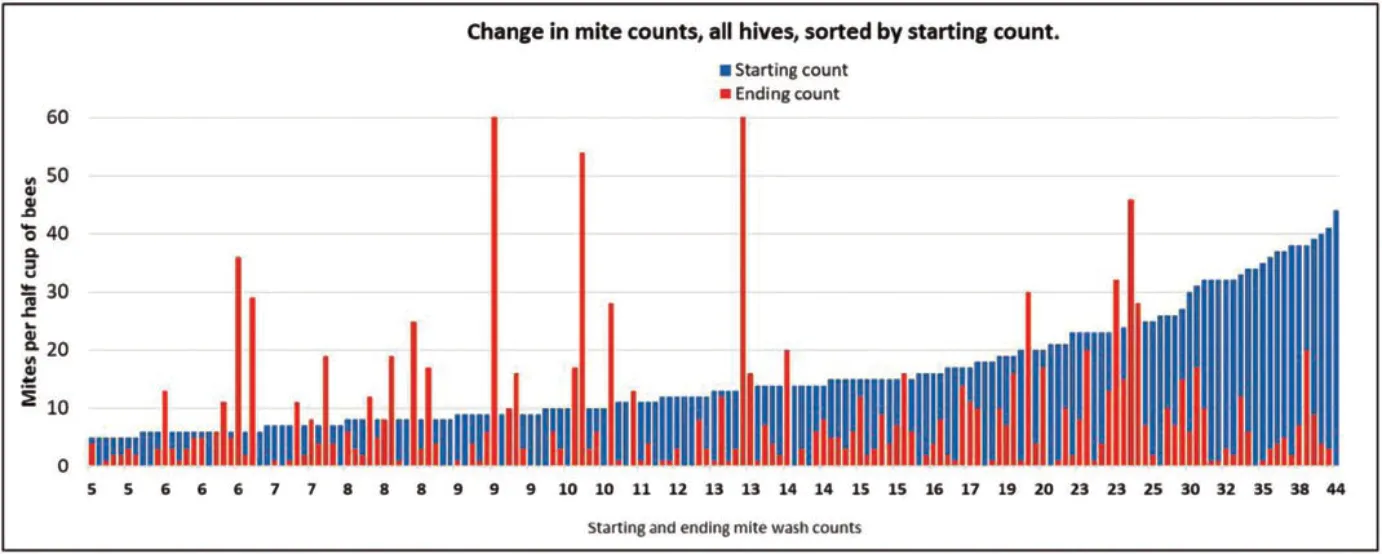 Change in mite counts, all hives, sorted by starting count.
Starting count
Ending count
Mites per half cup of bees
60
50
40
30
20
10
0
5 5 6 6 6 7 7 8 8 8 9 9 9 10 10 11 12 13 13 14 14 15 15 16 17 19 20 23 23 25 30 32 35 38 44
Starting and ending mite wash counts